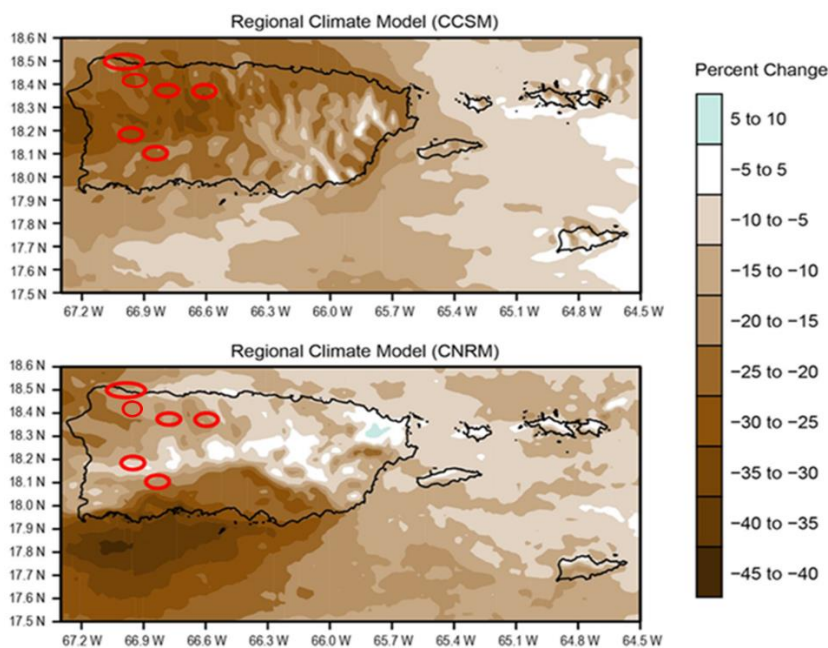 Regional Climate Model (CCSM)
18.6 N
18.5 N
18.4 N
18.3 N
18.2 N
18.1 N
18.0 N
17.9 N
17.8 N
17.7 N
17.6 N
17.5 N
67.2 W 66.9 W 66.6 W 66.3 W 66.0 W 65.7 W 65.4 W 65.1 W 64.8 W 64.5 W
Regional Climate Model (CNRM)
18.6 N
18.5 N
18.4 N
18.3 N
18.2 N
18.1 N
18.0 N
17.9 N
17.8 N
17.7 N
17.6 N
17.5 N
67.2 W 66.9 W 66.6 W 66.3 W 66.0 W 65.7 W 65.4 W 65.1 W 64.8 W 64.5 W
Percent Change
5 to 10
−5 to 5
−10 to −5
−15 to −10
−20 to −15
−25 to −20
−30 to −25
−35 to −30
−40 to −35
−45 to −40